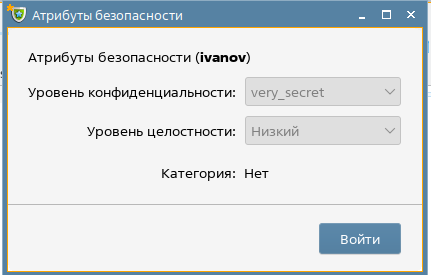 Атрибуты безопасности
Атрибуты безопасности (ivanov)
Уровень конфиденциальности: very_secret
Уровень целостности: Низкий
Категория: Нет
Войти